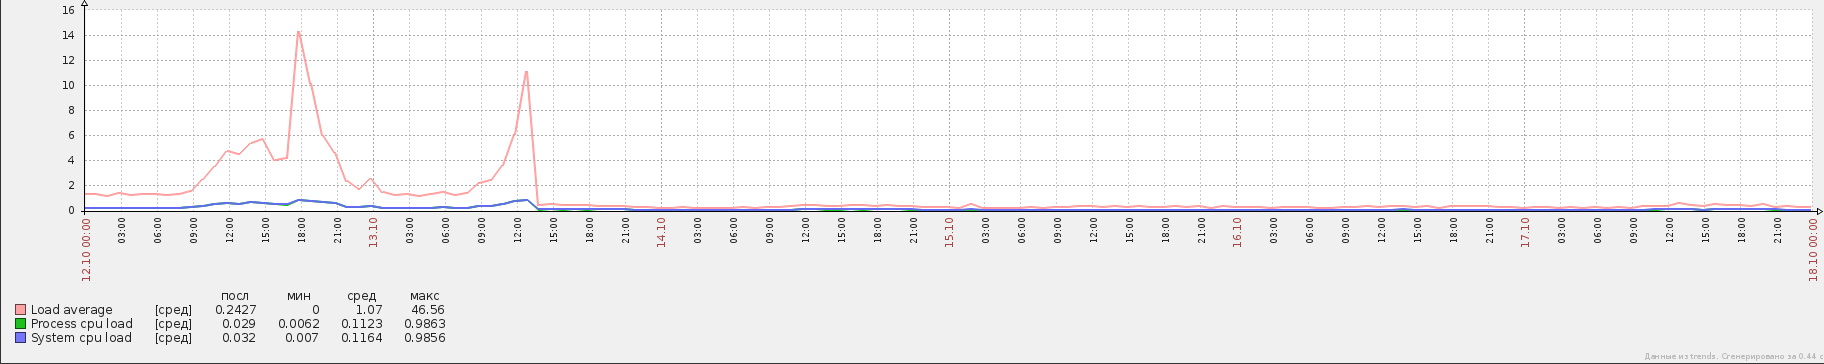 16
14
12
10
8
6
4
2
0
12.10 00:00 03:00 06:00 09:00 12:00 15:00 18:00 21:00 13.10 03:00 06:00 09:00 12:00 15:00 18:00 21:00 14.10 03:00 06:00 09:00 12:00 15:00 18:00 21:00 15.10 03:00 06:00 09:00 12:00 15:00 18:00 21:00 16.10 03:00 06:00 09:00 12:00 15:00 18:00 21:00 17.10 03:00 06:00 09:00 12:00 15:00 18:00 21:00 18.10 00:00
посл мин сред макс
Load average [сред] 0.2427 0 1.07 46.56
Process cpu load [сред] 0.029 0.0062 0.1123 0.9863
System cpu load [сред] 0.032 0.007 0.1164 0.9856
Данные из trends. Сгенерировано за 0.44 с